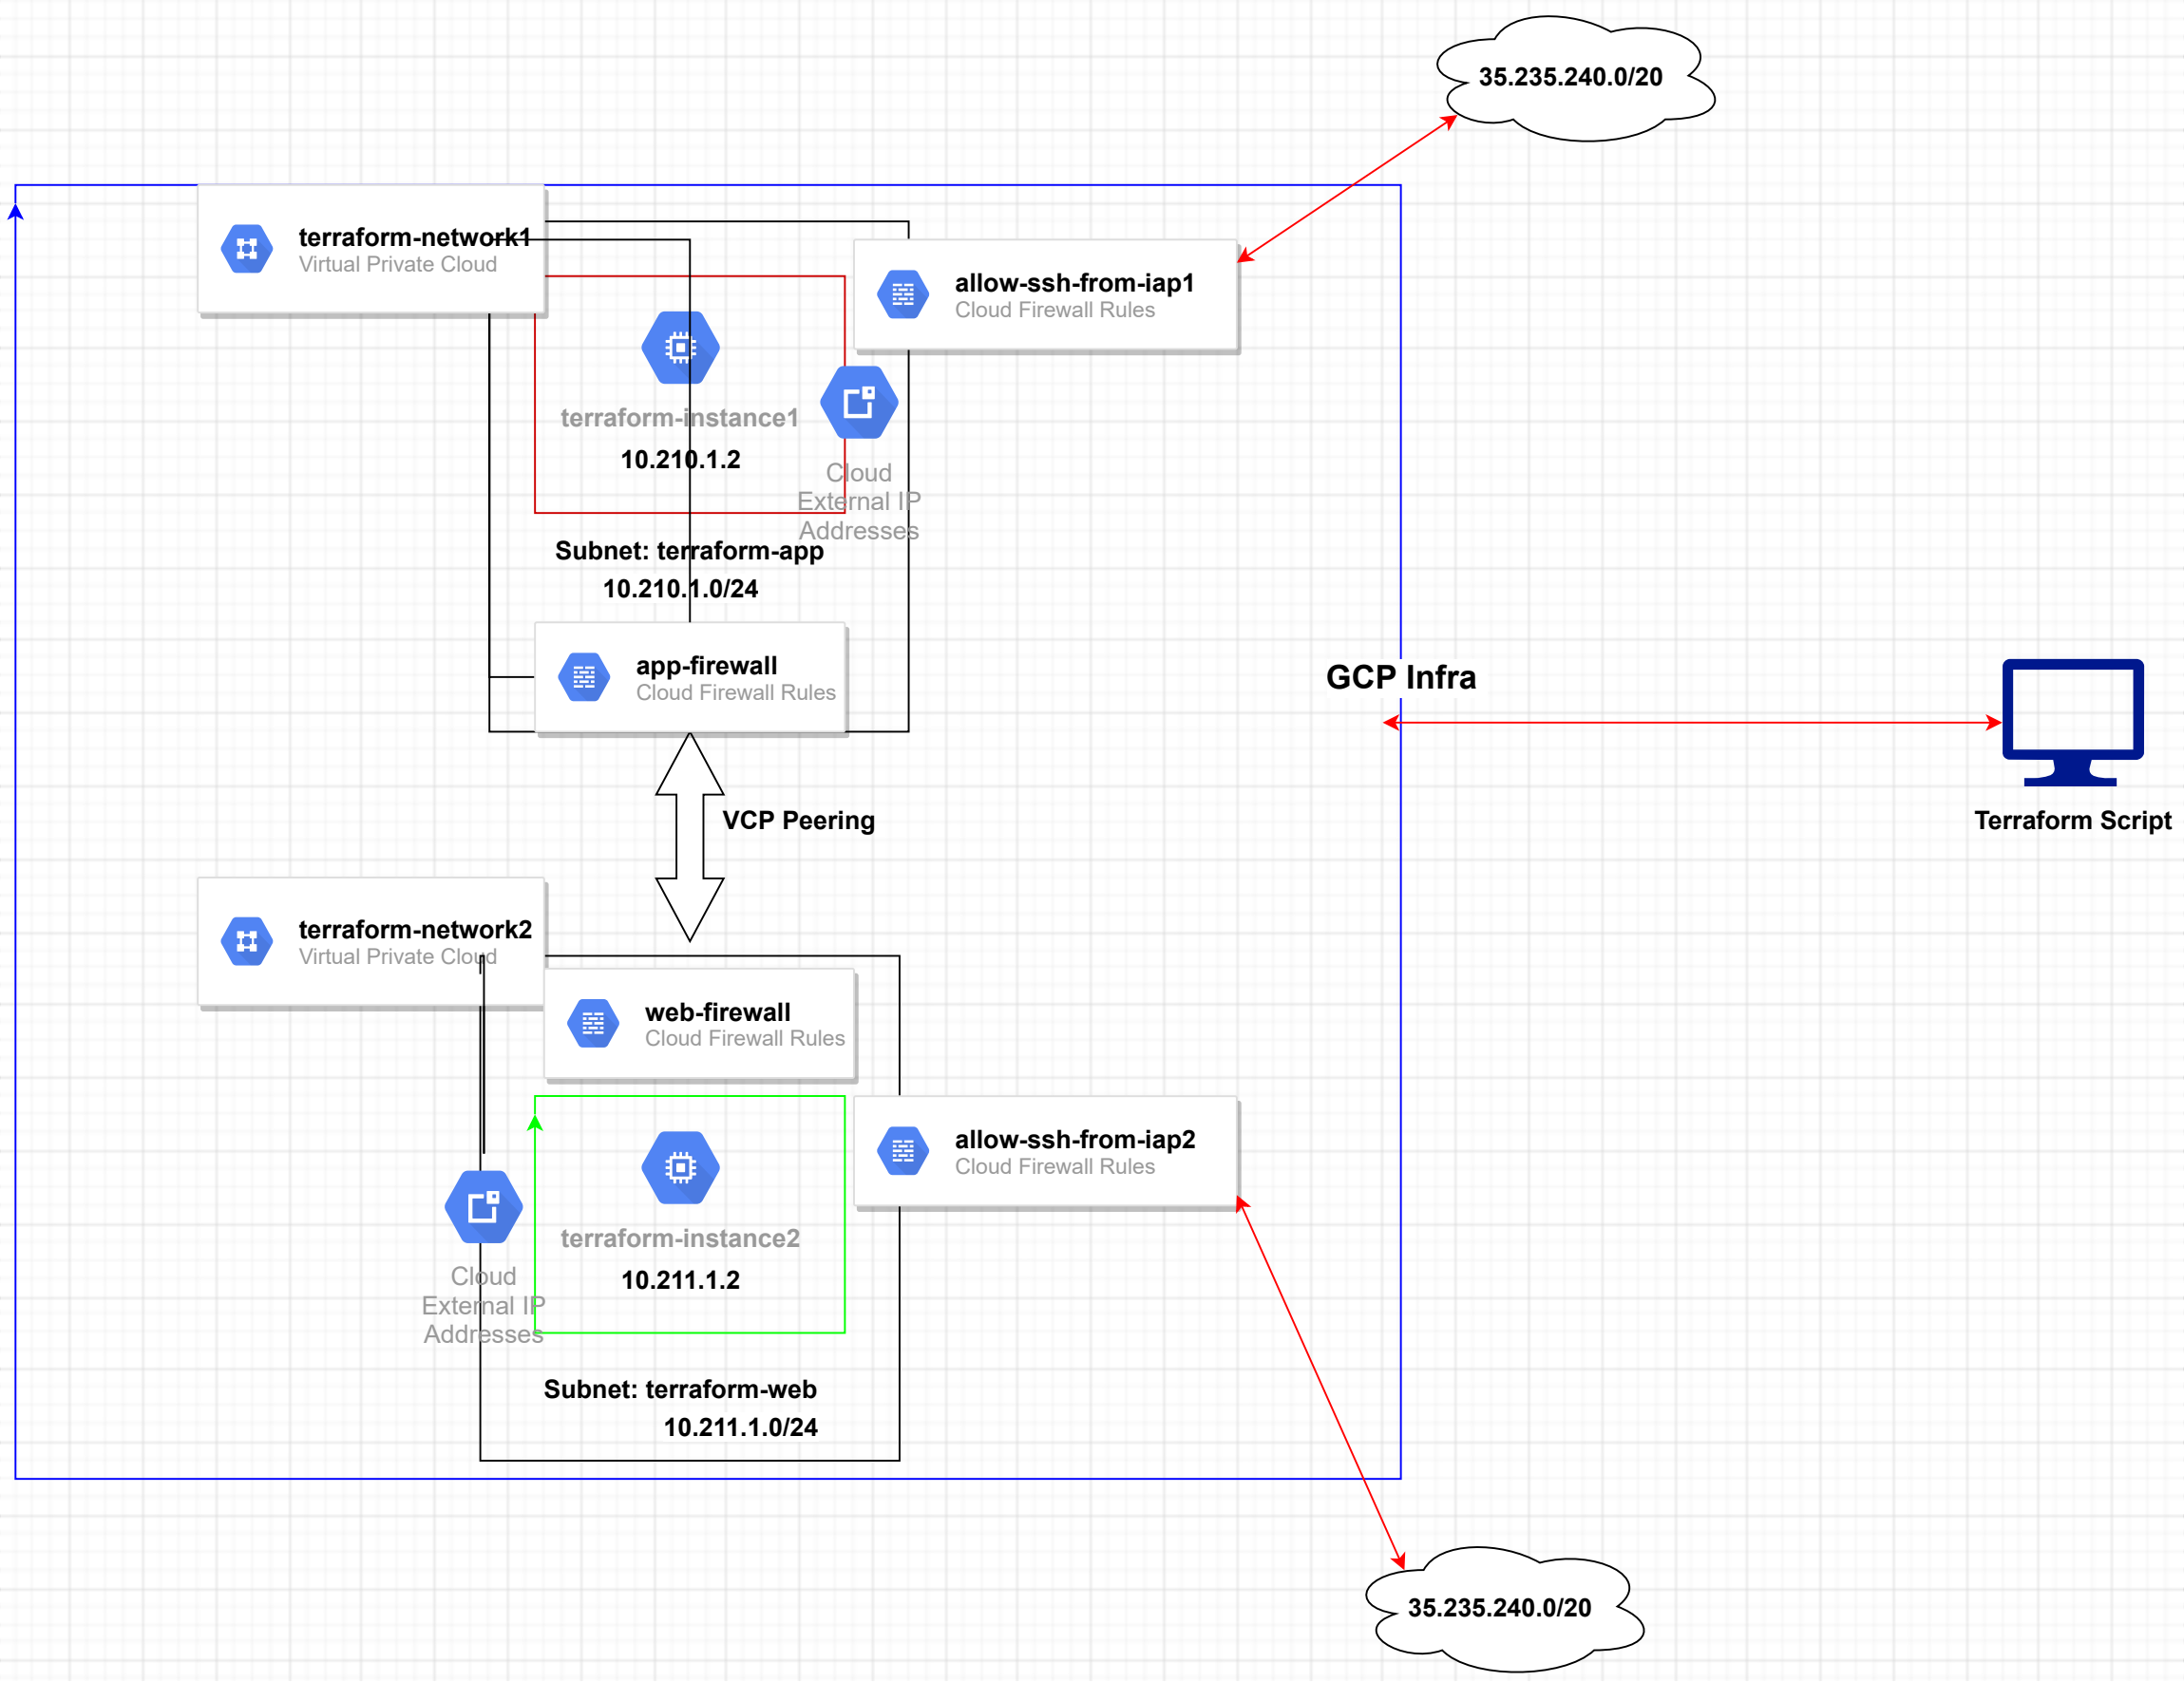 35.235.240.0/20
terraform-network1
Virtual Private Cloud
allow-ssh-from-iap1
Cloud Firewall Rules
terraform-instance1
10.210.1.2
Cloud
External IP
Addresses
Subnet: terraform-app
10.210.1.0/24
app-firewall
Cloud Firewall Rules
GCP Infra
VCP Peering
Terraform Script
terraform-network2
Virtual Private Cloud
web-firewall
Cloud Firewall Rules
allow-ssh-from-iap2
Cloud Firewall Rules
terraform-instance2
10.211.1.2
Cloud
External IP
Addresses
Subnet: terraform-web
10.211.1.0/24
35.235.240.0/20